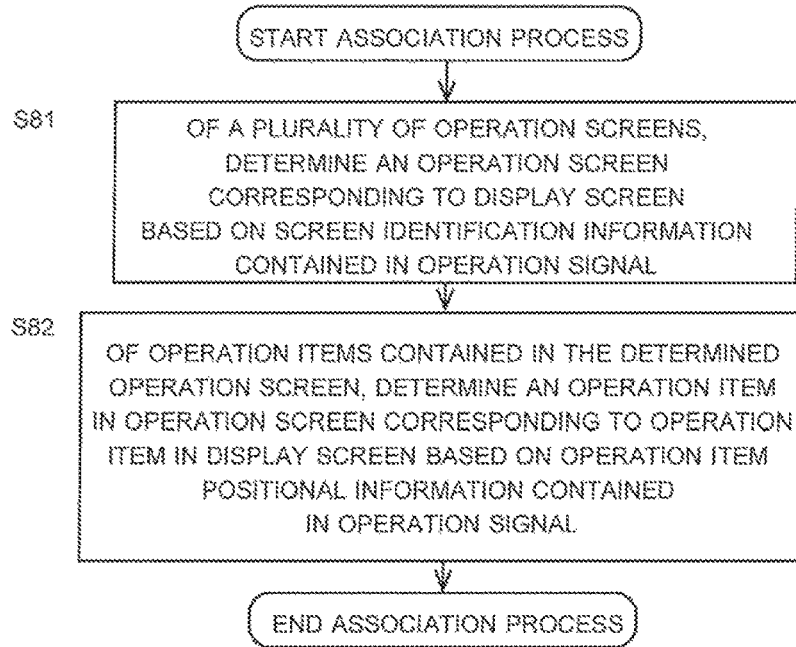 START ASSOCIATION PROCESS
S81
OF A PLURALITY OF OPERATION SCREENS,
DETERMINE AN OPERATION SCREEN
CORRESPONDING TO DISPLAY SCREEN
BASED ON SCREEN IDENTIFICATION INFORMATION
CONTAINED IN OPERATION SIGNAL
S82
OF OPERATION ITEMS CONTAINED IN THE DETERMINED
OPERATION SCREEN, DETERMINE AN OPERATION ITEM
IN OPERATION SCREEN CORRESPONDING TO OPERATION
ITEM IN DISPLAY SCREEN BASED ON OPERATION ITEM
POSITIONAL INFORMATION CONTAINED
IN OPERATION SIGNAL
END ASSOCIATION PROCESS